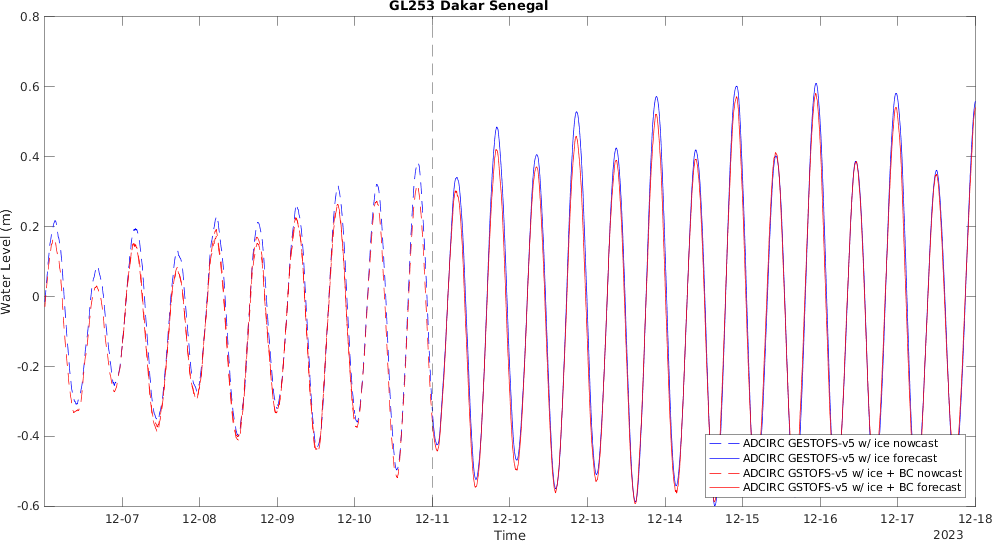 GL253 Dakar Senegal
0.8
0.6
0.4
0.2
0
-0.2
-0.4
-0.6
Water Level (m)
ADCIRC GESTOFS-v5 w/ ice nowcast
ADCIRC GESTOFS-v5 w/ ice forecast
ADCIRC GSTOFS-v5 w/ ice + BC nowcast
ADCIRC GSTOFS-v5 w/ ice + BC forecast
12-07 12-08 12-09 12-10 12-11 12-12 12-13 12-14 12-15 12-16 12-17 12-18
Time
2023